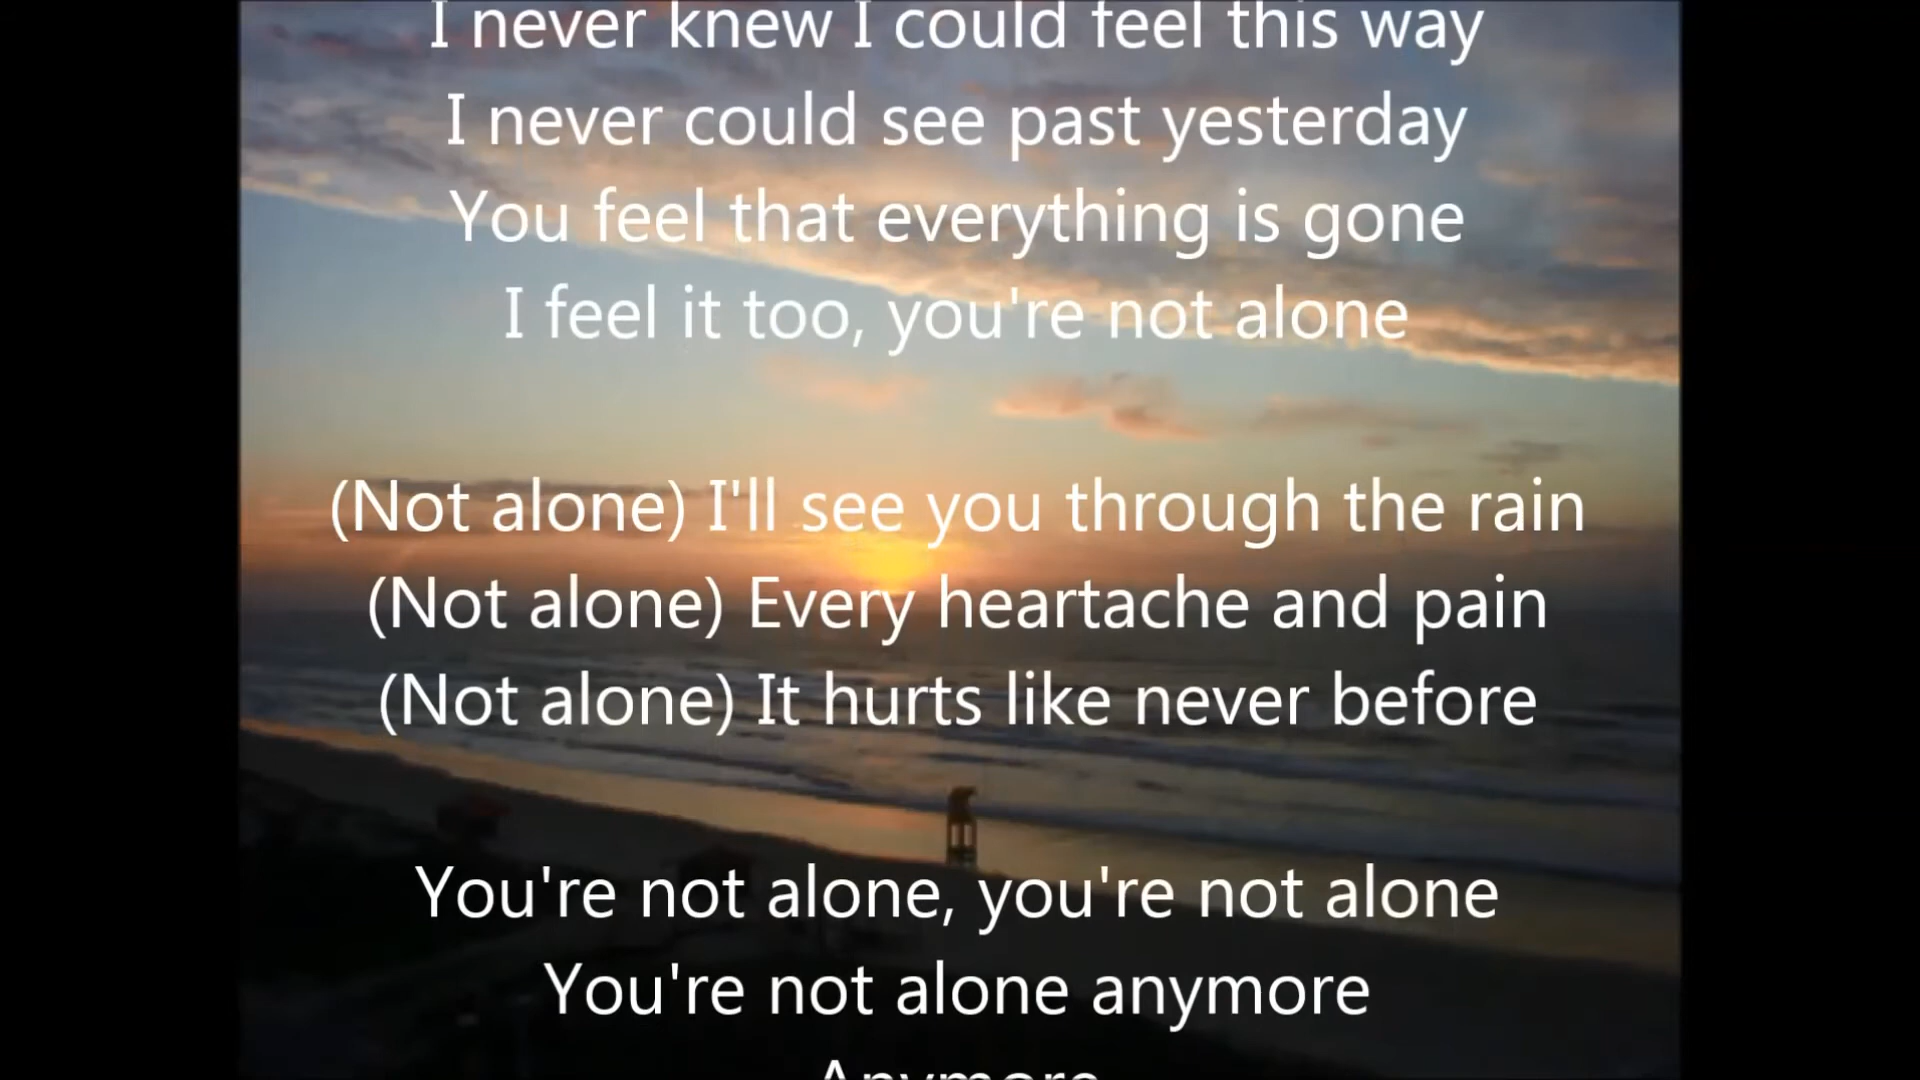 I never knew I could feel this way
I never could see past yesterday
You feel that everything is gone
I feel it too, you're not alone
(Not alone) I'll see you through the rain
(Not alone) Every heartache and pain
(Not alone) It hurts like never before
You're not alone, you're not alone
You're not alone anymore
Anymore